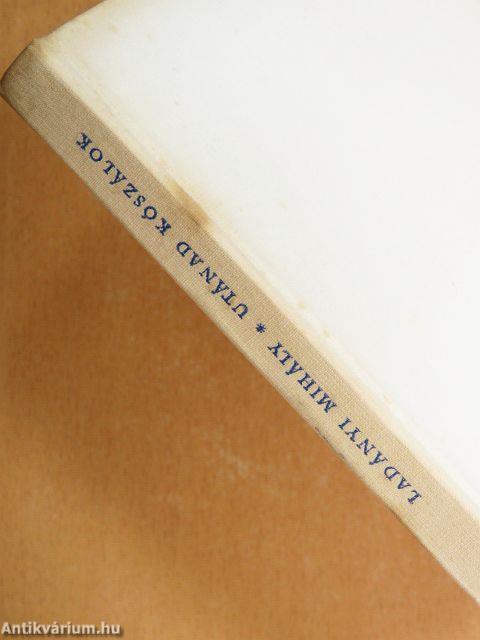 LADÁNYI MIHÁLY * UTÁNAD KÓSZÁLOK
Antikvárium.hu